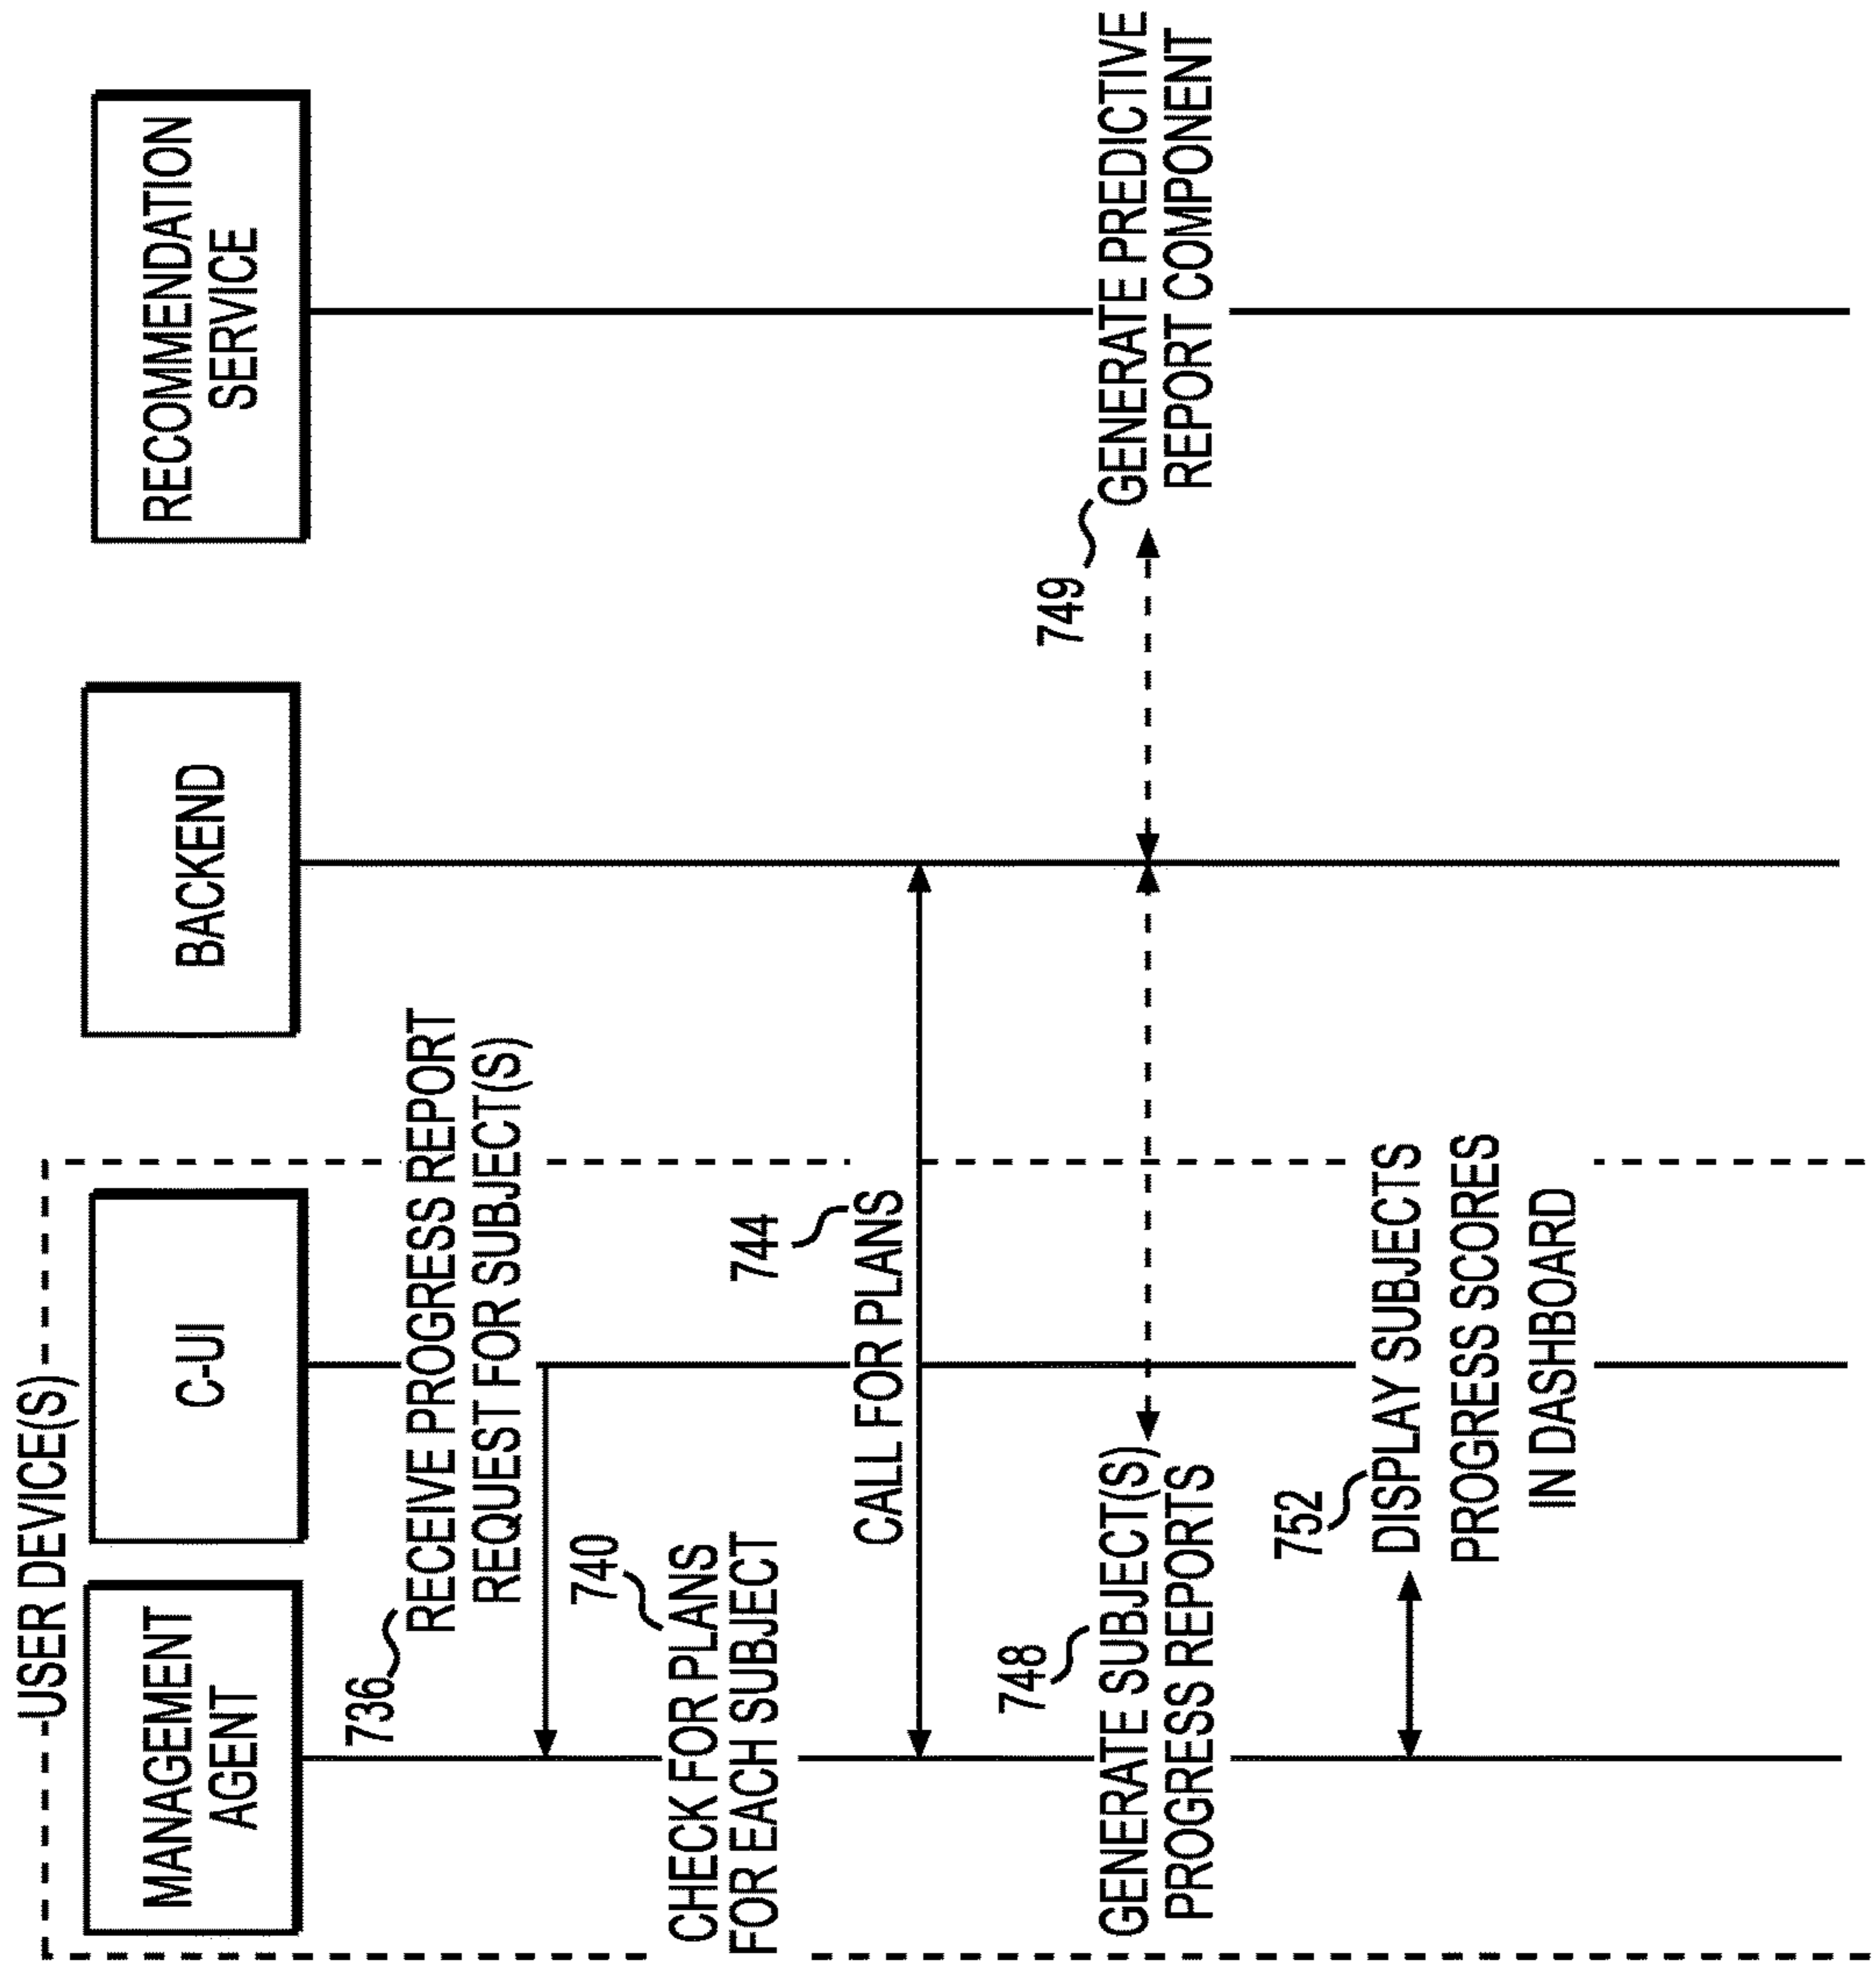 USER DEVICE(S)
MANAGEMENT
AGENT
C-UI
BACKEND
RECOMMENDATION
SERVICE
736
RECEIVE PROGRESS REPORT
REQUEST FOR SUBJECT(S)
740
CHECK FOR PLANS
FOR EACH SUBJECT
744
CALL FOR PLANS
748
GENERATE SUBJECT(S)
PROGRESS REPORTS
749
GENERATE PREDICTIVE
REPORT COMPONENT
752
DISPLAY SUBJECTS
PROGRESS SCORES
IN DASHBOARD